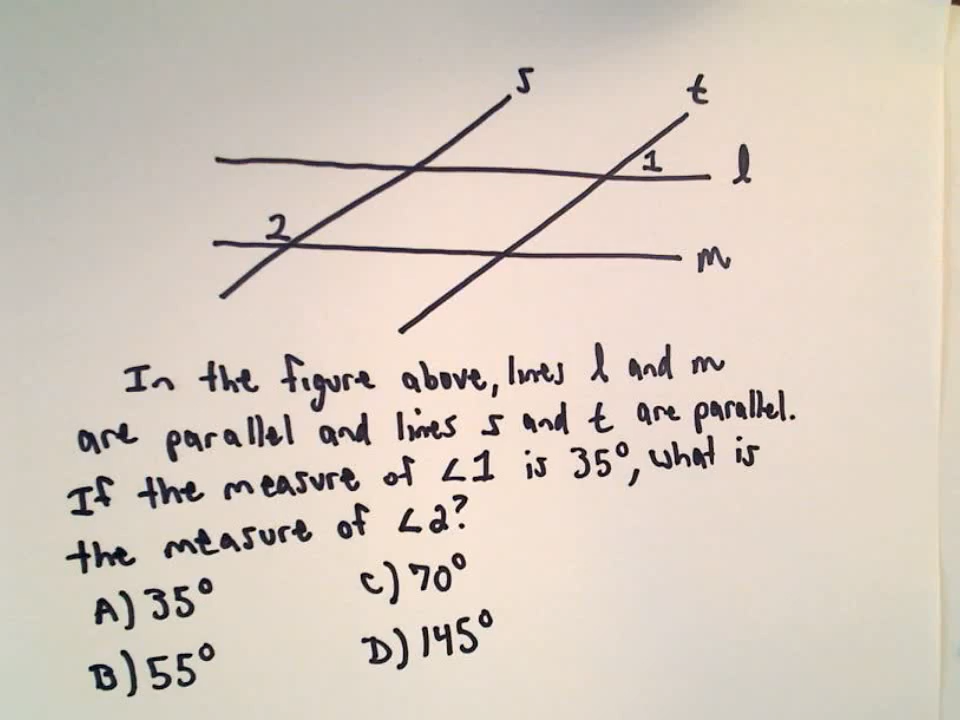 s
t
1
l
2
m
In the figure above, lines l and m
are parallel and lines s and t are parallel.
If the measure of ∠1 is 35°, what is
the measure of ∠2?
A) 35° C) 70°
B) 55° D) 145°